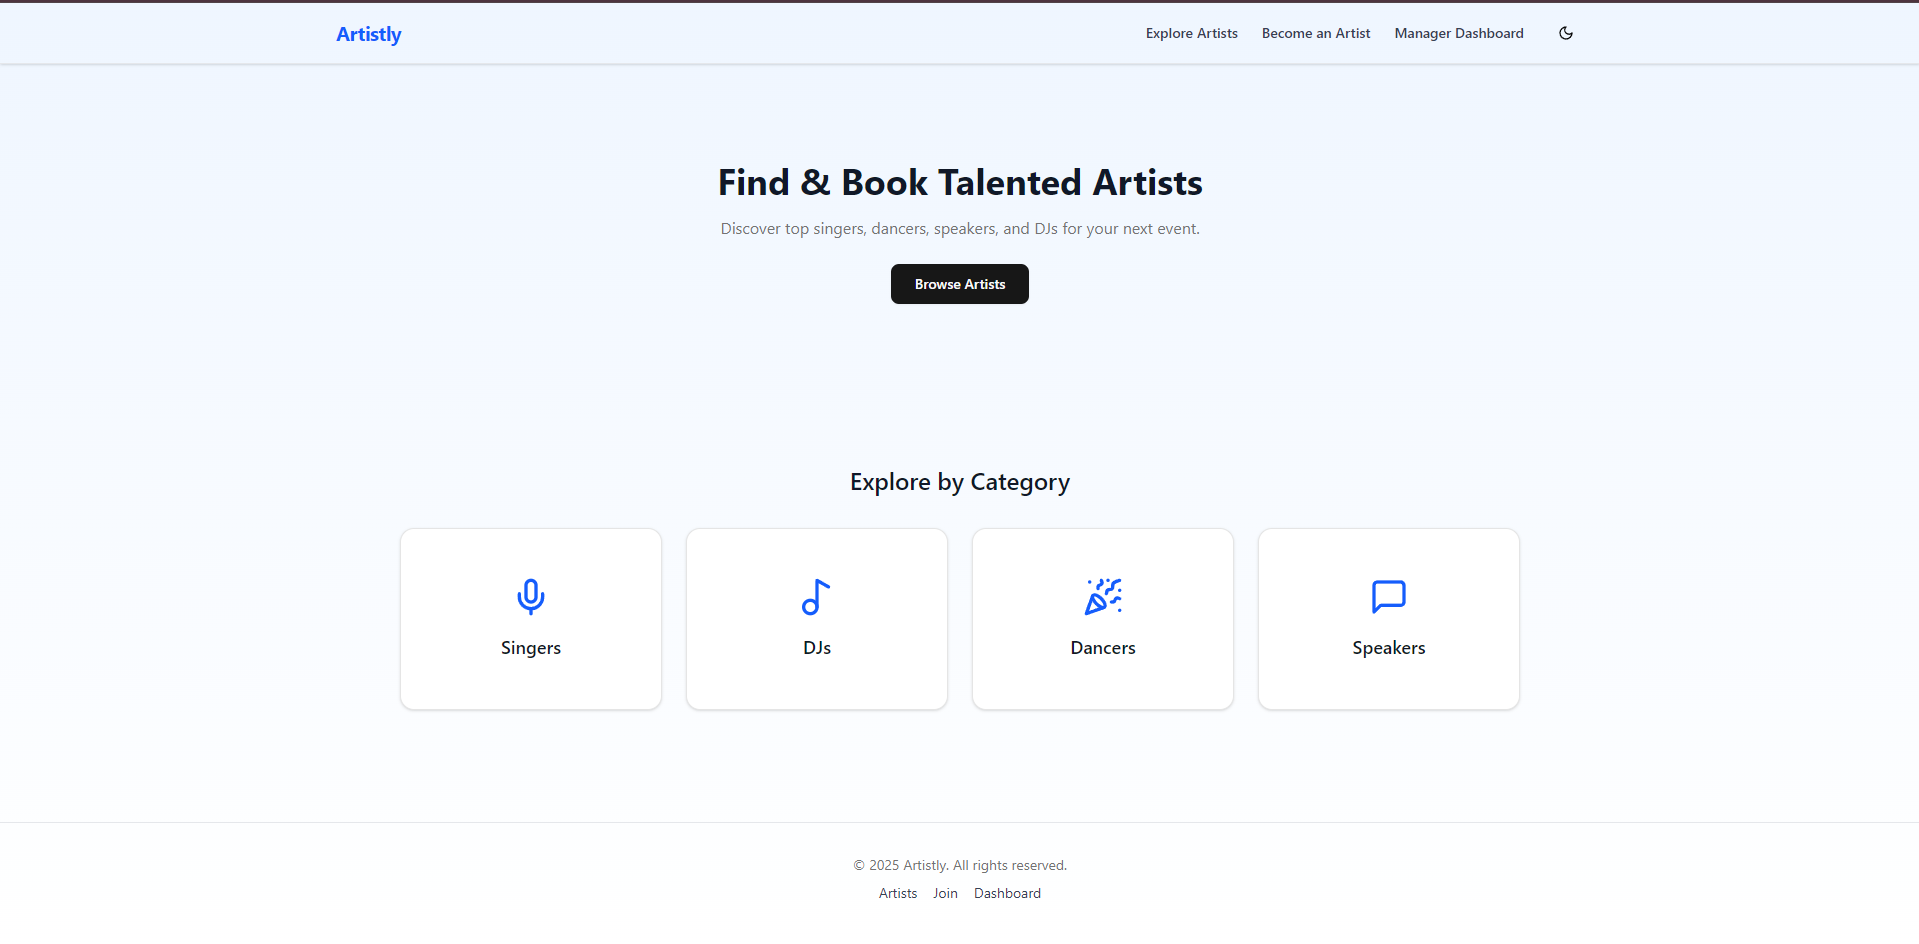 Artistly
Explore Artists Become an Artist Manager Dashboard
Find & Book Talented Artists
Discover top singers, dancers, speakers, and DJs for your next event.
Browse Artists
Explore by Category
Singers
DJs
Dancers
Speakers
© 2025 Artistly. All rights reserved.
Artists Join Dashboard